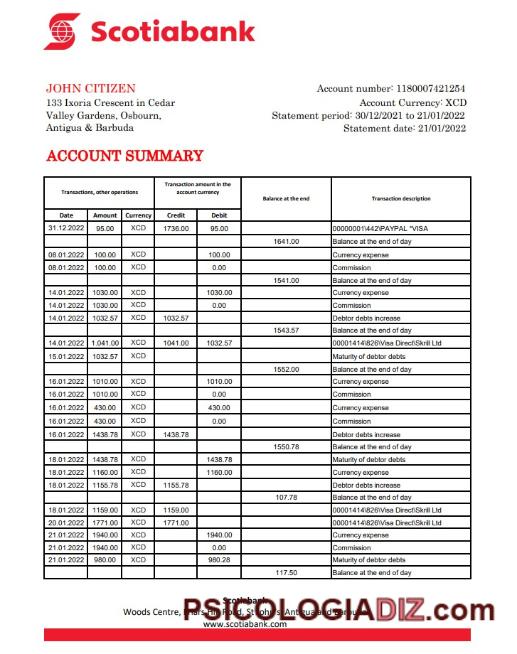 Scotiabank
JOHN CITIZEN
133 Ixoria Crescent in Cedar
Valley Gardens, Osbourn,
Antigua & Barbuda
Account number: 1180007421254
Account Currency: XCD
Statement period: 30/12/2021 to 21/01/2022
Statement date: 21/01/2022
ACCOUNT SUMMARY
Transactions, other operations Transaction amount in the account currency Balance at the end Transaction description
Date Amount Currency Credit Debit
31.12.2022 95.00 XCD 1736.00 95.00 00000001\442\PAYPAL *VISA
1641.00 Balance at the end of day
06.01.2022 100.00 XCD 100.00 Currency expense
08.01.2022 100.00 XCD 0.00 Commission
1541.00 Balance at the end of day
14.01.2022 1030.00 XCD 1030.00 Currency expense
14.01.2022 1030.00 XCD 0.00 Commission
14.01.2022 1032.57 XCD 1032.57 Debtor debts increase
1543.57 Balance at the end of day
14.01.2022 1.041.00 XCD 1041.00 1032.57 00001414\826\Visa Direct\Skrill Ltd
15.01.2022 1032.57 XCD Maturity of debtor debts
1552.00 Balance at the end of day
16.01.2022 1010.00 XCD 1010.00 Currency expense
16.01.2022 1010.00 XCD 0.00 Commission
16.01.2022 430.00 XCD 430.00 Currency expense
16.01.2022 430.00 XCD 0.00 Commission
16.01.2022 1438.78 XCD 1438.78 Debtor debts increase
1550.78 Balance at the end of day
18.01.2022 1438.78 XCD 1438.78 Maturity of debtor debts
18.01.2022 1160.00 XCD 1160.00 Currency expense
18.01.2022 1155.78 XCD 1155.78 Debtor debts increase
107.78 Balance at the end of day
18.01.2022 1159.00 XCD 1159.00 00001414\826\Visa Direct\Skrill Ltd
20.01.2022 1771.00 XCD 1771.00 00001414\826\Visa Direct\Skrill Ltd
21.01.2022 1940.00 XCD 1940.00 Currency expense
21.01.2022 1940.00 XCD 0.00 Commission
21.01.2022 980.00 XCD 980.28 Maturity of debtor debts
117.50 Balance at the end of day
Scotiabank
Woods Centre, Friars Hill Road, St. John's, Antigua and Barbuda
PSICOLOGIADIZ.com
www.scotiabank.com